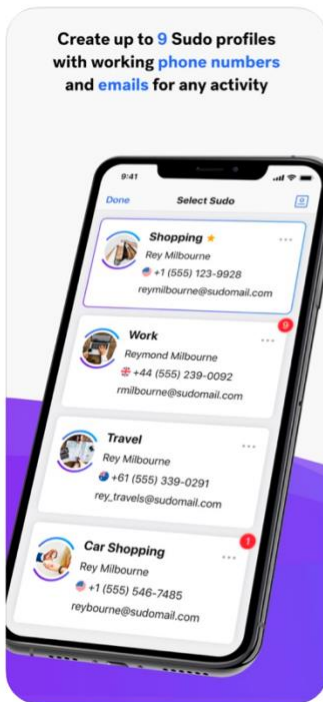 Create up to 9 Sudo profiles
with working phone numbers
and emails for any activity
9:41
Done Select Sudo
Shopping
Rey Milbourne
+1 (555) 123-9928
reymilbourne@sudomail.com
9
Work
Reymond Milbourne
+44 (555) 239-0092
rmilbourne@sudomail.com
Travel
Rey Milbourne
+61 (555) 339-0291
rey_travels@sudomail.com
1
Car Shopping
Rey Milbourne
+1 (555) 546-7485
reybourne@sudomail.com